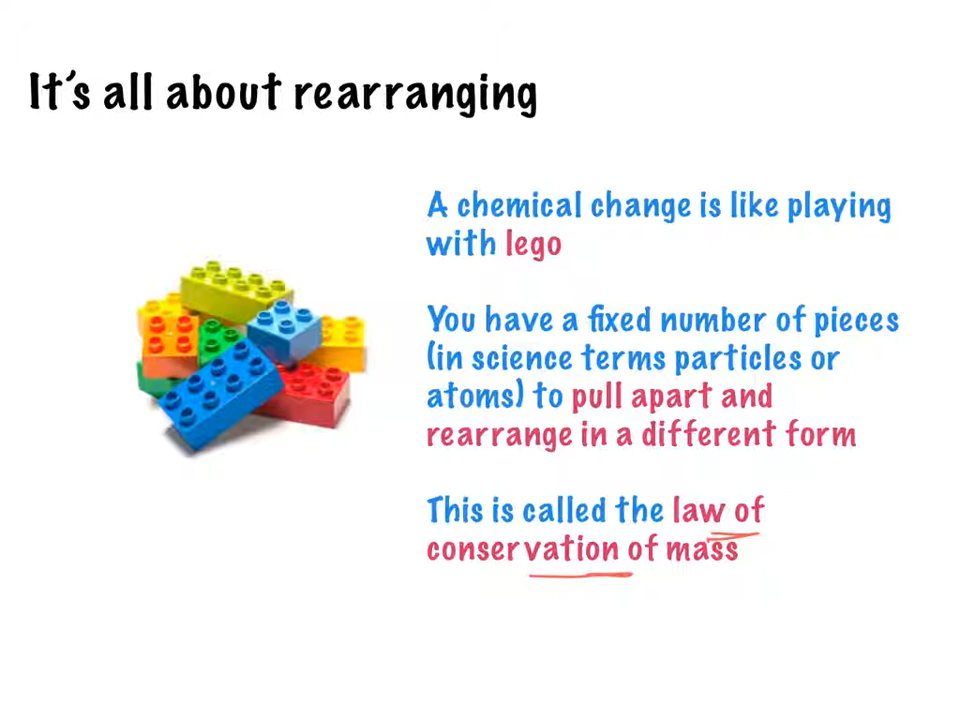 It's all about rearranging
A chemical change is like playing
with lego
You have a fixed number of pieces
(in science terms particles or
atoms) to pull apart and
rearrange in a different form
This is called the law of
conservation of mass